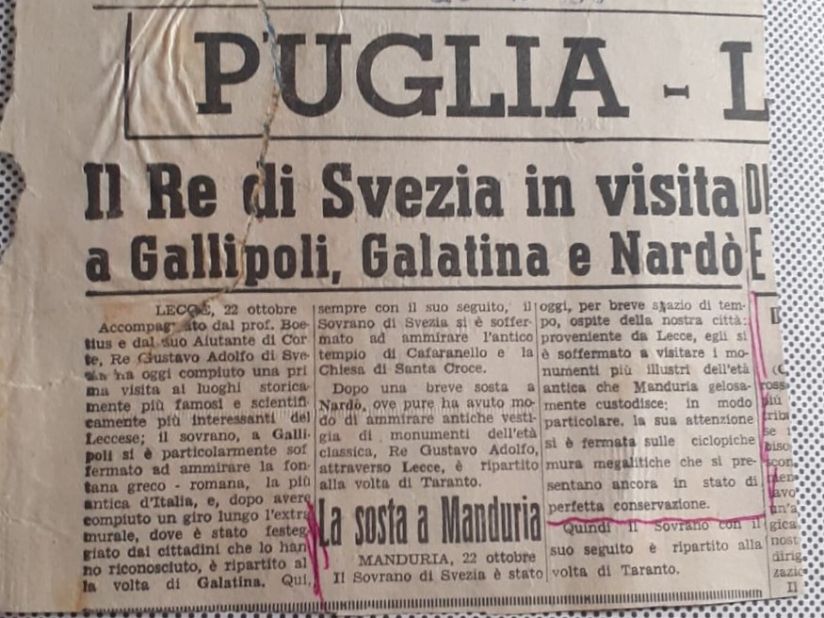 PUGLIA - L
Il Re di Svezia in visita
a Gallipoli, Galatina e Nardò
LECCE, 22 ottobre
Accompagnato dal prof. Boe-
tius e dal suo Aiutante di Cor
te, Re Gustavo Adolfo di Sve
ha oggi compiuto una pri
ma visita ai luoghi storica-
mente più famosi e scientifi-
camente più interessanti del
Leccese; il sovrano, a Galli-
poli si è particolarmente sof
fermato ad ammirare la fon-
tana greco - romana, la più
antica d'Italia, e, dopo avere
compiuto un giro lungo l'extra
murale, dove è stato festeg
giato dai cittadini che lo han
no riconosciuto, è ripartito al
la volta di Galatina. Qui,
sempre con il suo seguito, il
Sovrano di Svezia si è soffer-
mato ad ammirare l'antico
tempio di Cafaranello e la
Chiesa di Santa Croce.
Dopo una breve sosta a
Nardò, ove pure ha avuto mo-
do di ammirare antiche vesti-
gia di monumenti dell'età
classica, Re Gustavo Adolfo,
attraverso Lecce, è ripartito
alla volta di Taranto.
La sosta a Manduria
MANDURIA, 22 ottobre
Il Sovrano di Svezia è stato
oggi, per breve spazio di tem-
po, ospite della nostra città;
proveniente da Lecce, egli si
è soffermato a visitare i mo-
numenti più illustri dell'età
antica che Manduria gelosa-
mente custodisce; in modo
particolare, la sua attenzione
si è fermata sulle ciclopiche
mura megalitiche che si pre-
sentano ancora in stato di
perfetta conservazione.
Quindi il Sovrano con il
suo seguito è ripartito alla
volta di Taranto.